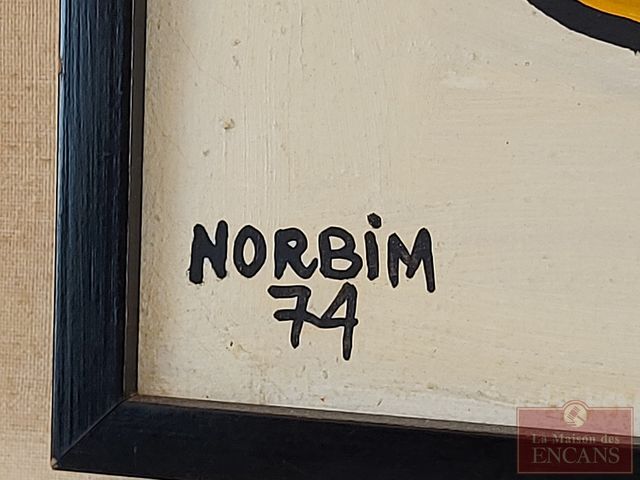 NORBiM
74
La Maison des
ENCANS